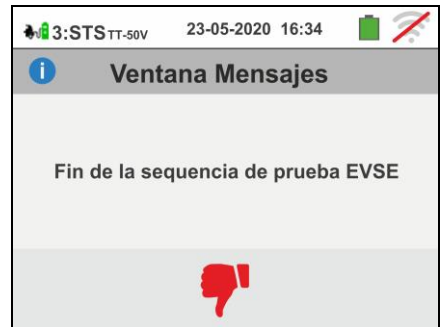 3:STS TT-50V 23-05-2020 16:34
i Ventana Mensajes
Fin de la sequencia de prueba EVSE